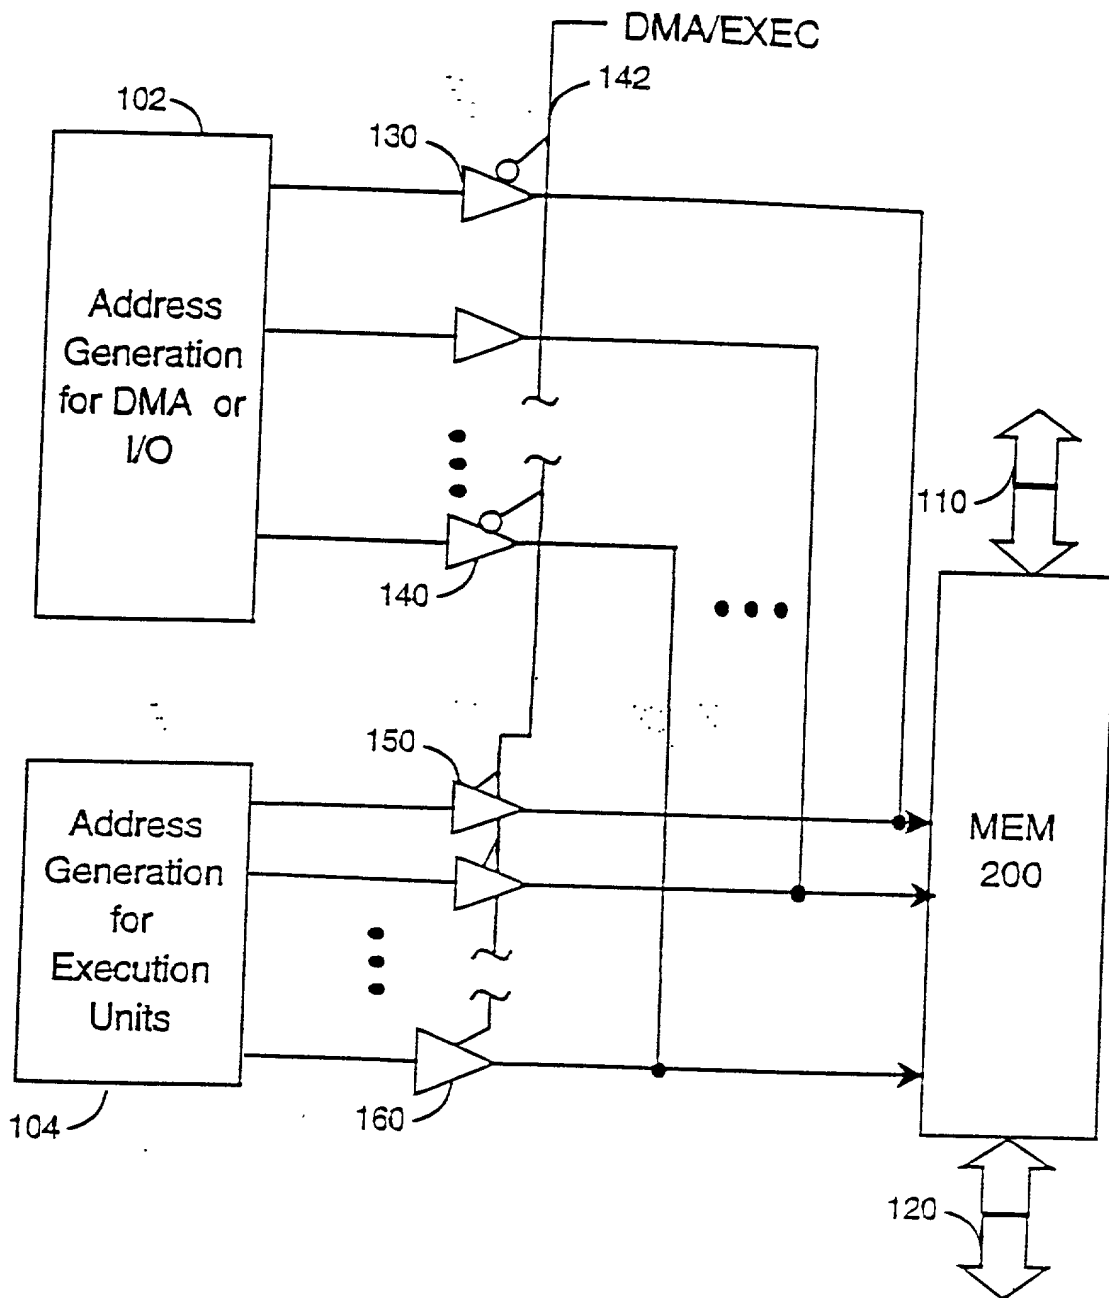 DMA/EXEC
142
102
130
Address
Generation
for DMA or
I/O
110
140
150
Address
Generation
for
Execution
Units
MEM
200
160
104
120